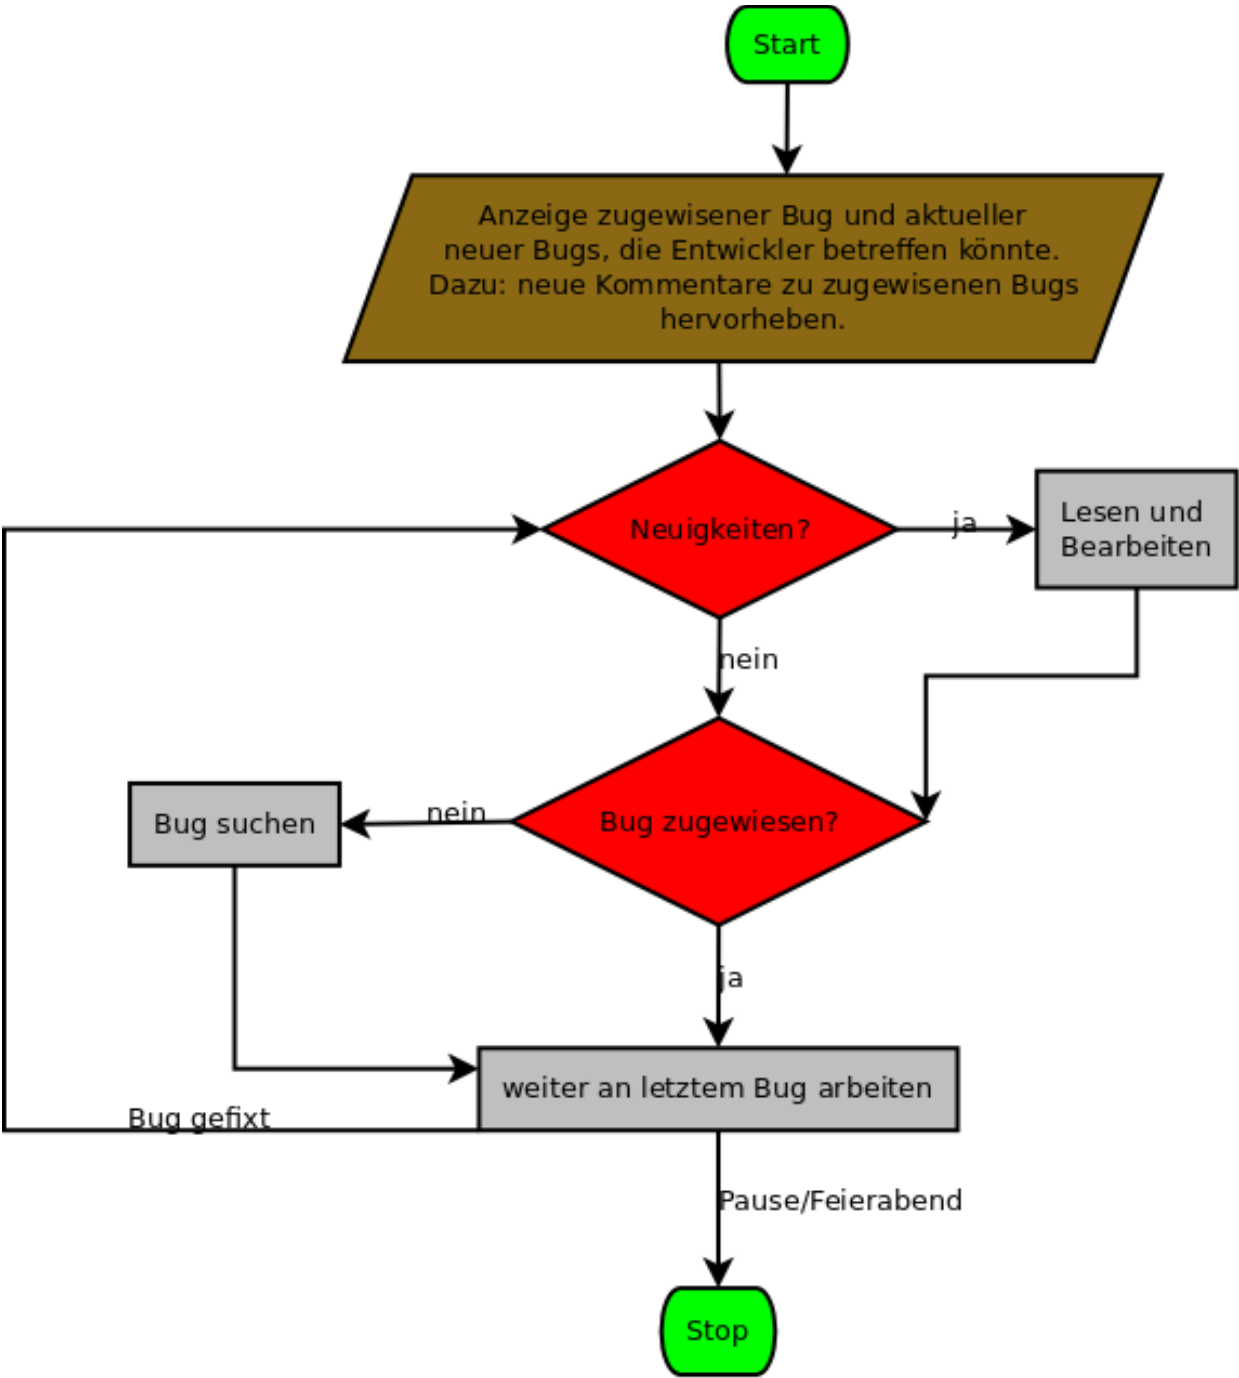 Start
Anzeige zugewisener Bug und aktueller
neuer Bugs, die Entwickler betreffen könnte.
Dazu: neue Kommentare zu zugewisenen Bugs
hervorheben.
Neuigkeiten?
ja
Lesen und
Bearbeiten
nein
Bug zugewiesen?
nein
Bug suchen
ja
weiter an letztem Bug arbeiten
Bug gefixt
Pause/Feierabend
Stop